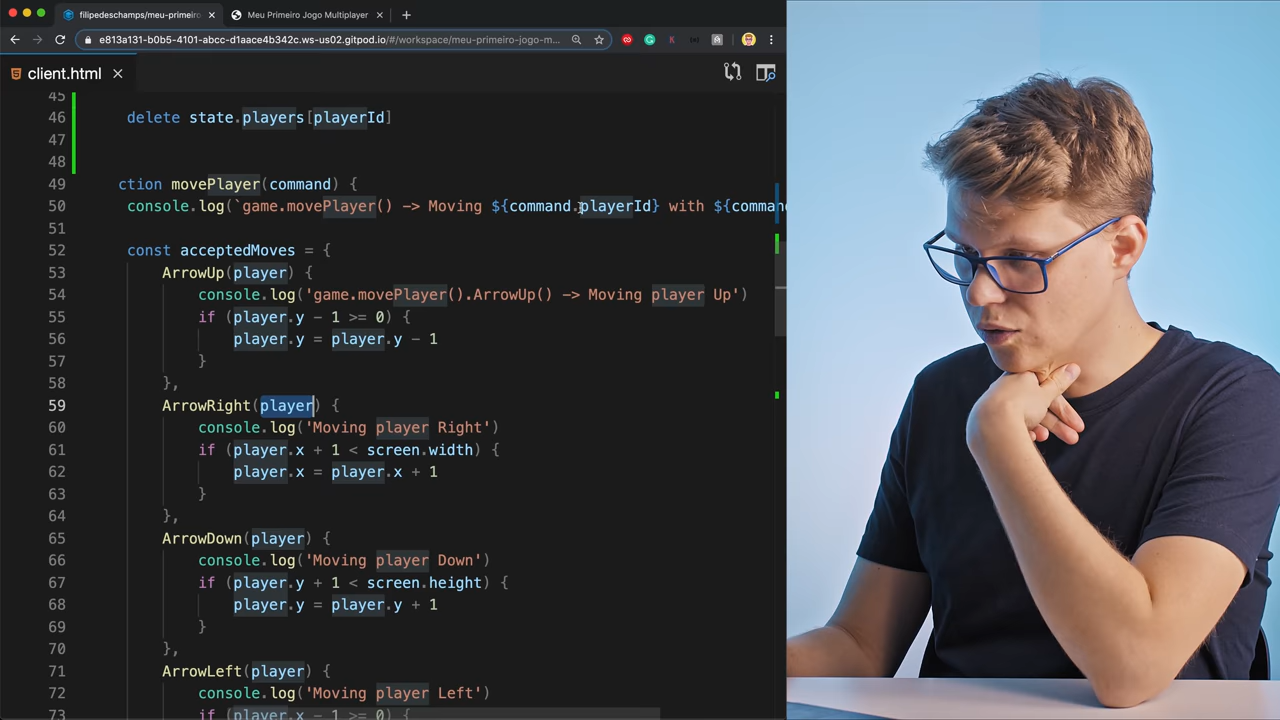 filipedeschamps/meu-primeiro
Meu Primeiro Jogo Multiplayer
e813a131-b0b5-4101-abcc-d1aace4b342c.ws-us02.gitpod.io/#/workspace/meu-primeiro-jogo-m...
client.html
45
46 delete state.players[playerId]
47
48
49 ction movePlayer(command) {
50 console.log(`game.movePlayer() -> Moving ${command.playerId} with ${comman
51
52 const acceptedMoves = {
53 ArrowUp(player) {
54 console.log('game.movePlayer().ArrowUp() -> Moving player Up')
55 if (player.y - 1 >= 0) {
56 player.y = player.y - 1
57 }
58 },
59 ArrowRight(player) {
60 console.log('Moving player Right')
61 if (player.x + 1 < screen.width) {
62 player.x = player.x + 1
63 }
64 },
65 ArrowDown(player) {
66 console.log('Moving player Down')
67 if (player.y + 1 < screen.height) {
68 player.y = player.y + 1
69 }
70 },
71 ArrowLeft(player) {
72 console.log('Moving player Left')
73 if (player.x - 1 >= 0) {